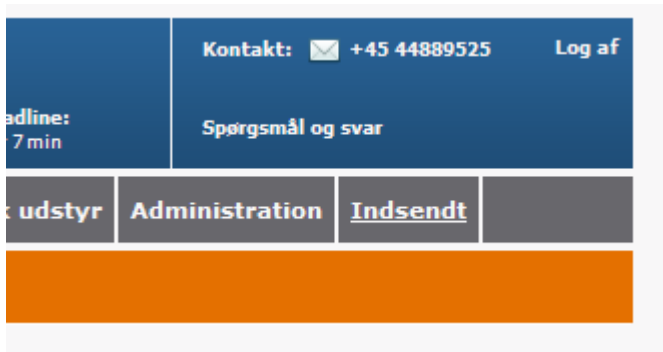 Kontakt: +45 44889525 Log af
adline:
7 min
Spørgsmål og svar
udstyr Administration Indsendt